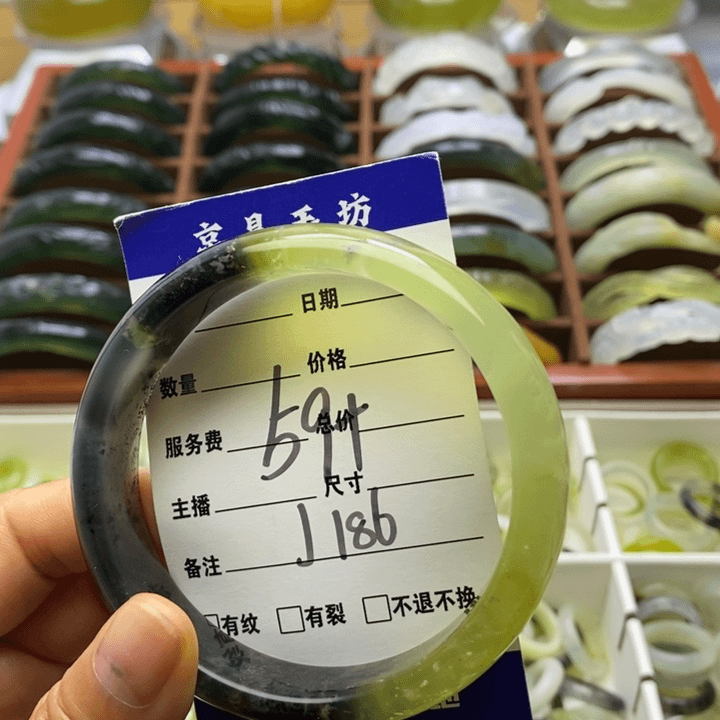 京昌玉坊
日期
数量 价格
服务费 总价
59+
主播 尺寸
J 186
备注
有纹 有裂 不退不换